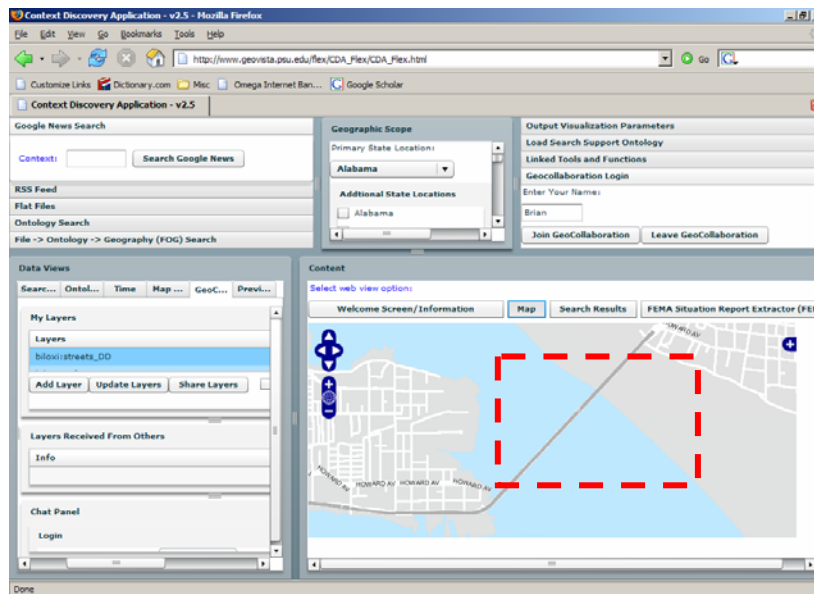 Context Discovery Application - v2.5 - Mozilla Firefox
File Edit View Go Bookmarks Tools Help
http://www.geovista.psu.edu/flex/CDA_Flex/CDA_Flex.html
Go
Customize Links Dictionary.com Misc Omega Internet Ban... Google Scholar
Context Discovery Application - v2.5
Google News Search
Context:
Search Google News
RSS Feed
Flat Files
Ontology Search
File -> Ontology -> Geography (FOG) Search
Geographic Scope
Primary State Location:
Alabama
Addtional State Locations
Alabama
Output Visualization Parameters
Load Search Support Ontology
Linked Tools and Functions
Geocollaboration Login
Enter Your Name:
Brian
Join GeoCollaboration Leave GeoCollaboration
Data Views
Searc... Ontol... Time Map ... GeoC... Previ...
My Layers
Layers
biloxi:streets_DD
Add Layer Update Layers Share Layers
Layers Received From Others
Info
Chat Panel
Login
Content
Select web view option:
Welcome Screen/Information Map Search Results FEMA Situation Report Extractor (FE
HOWARD AV
HOWARD AV HOWARD AV HOWARD AV HOWARD AV
Done